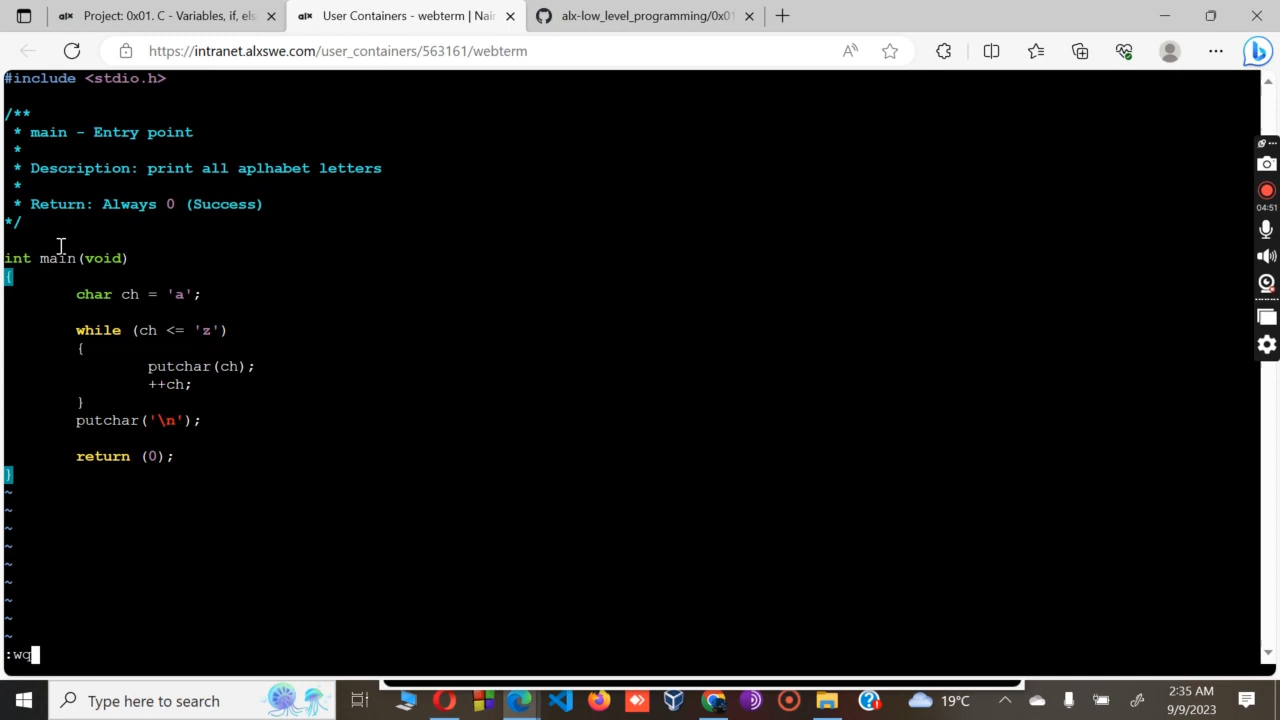 Project: 0x01. C - Variables, if, els
User Containers - webterm | Nair
alx-low_level_programming/0x01
https://intranet.alxswe.com/user_containers/563161/webterm
#include <stdio.h>
/**
* main - Entry point
*
* Description: print all aplhabet letters
*
* Return: Always 0 (Success)
*/
int main(void)
{
char ch = 'a';
while (ch <= 'z')
{
putchar(ch);
++ch;
}
putchar('\n');
return (0);
}
~
~
~
~
~
~
~
~
~
:wq
04:51
Type here to search
19°C
2:35 AM
9/9/2023